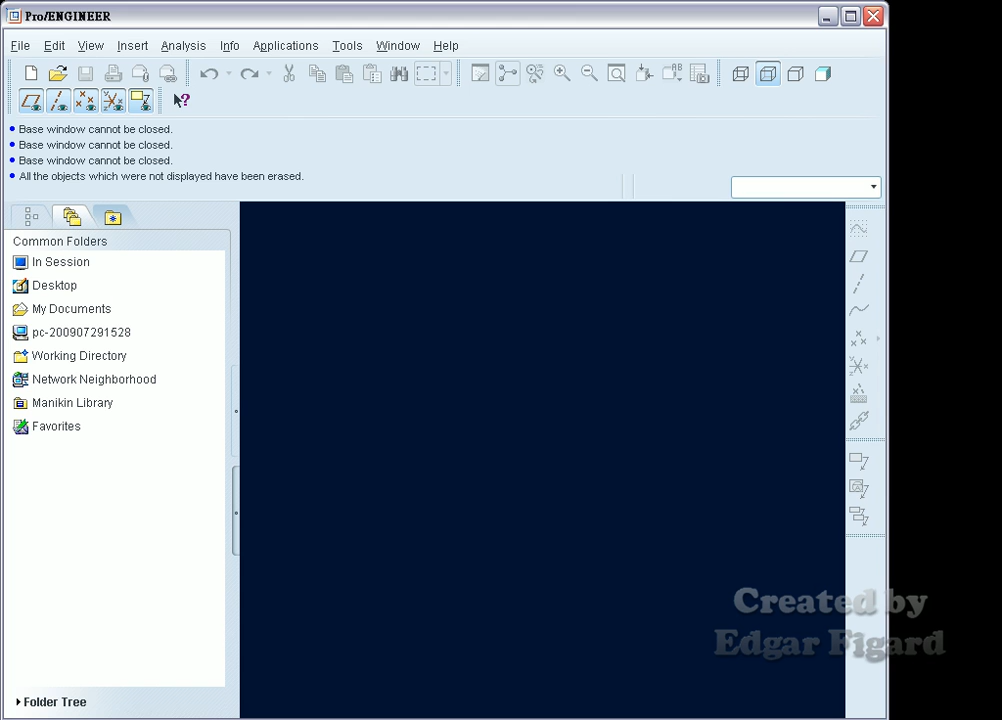 Pro/ENGINEER
File Edit View Insert Analysis Info Applications Tools Window Help
Base window cannot be closed.
Base window cannot be closed.
Base window cannot be closed.
All the objects which were not displayed have been erased.
Common Folders
In Session
Desktop
My Documents
pc-200907291528
Working Directory
Network Neighborhood
Manikin Library
Favorites
Folder Tree
Created by
Edgar Figard